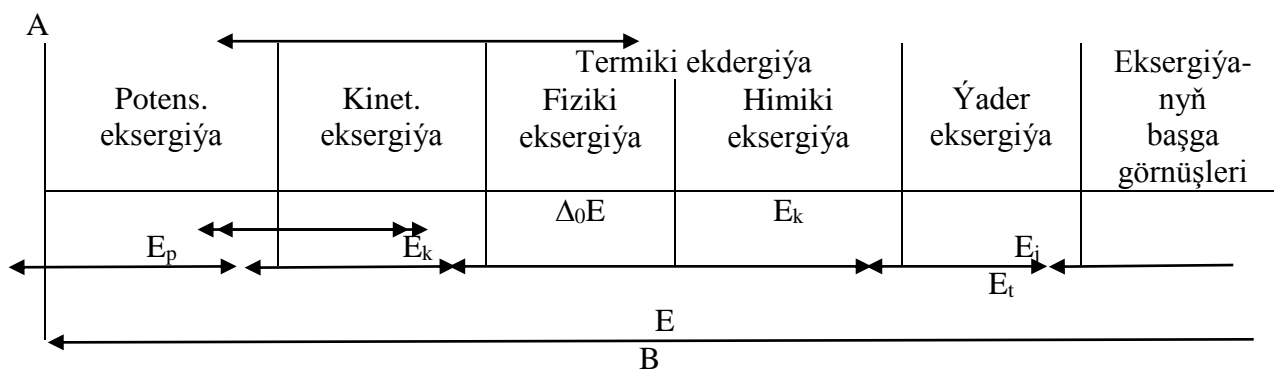 A
Termiki ekdergiýa
Potens.
eksergiýa
Kinet.
eksergiýa
Fiziki
eksergiýa
Himiki
eksergiýa
Ýader
eksergiýa
Eksergiýa-
nyň
başga
görnüşleri
Δ₀E
Eₖ
Eₚ
Eₖ
Eⱼ
Eₜ
E
B